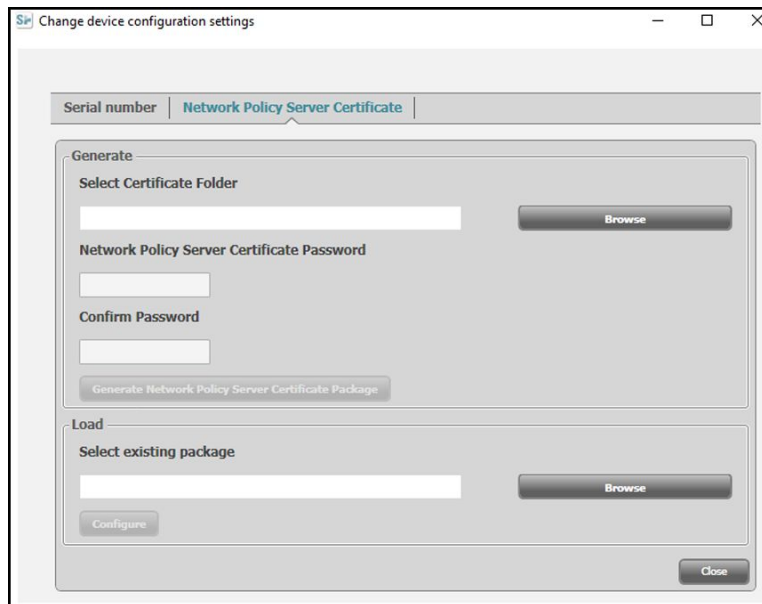 Change device configuration settings
Serial number Network Policy Server Certificate
Generate
Select Certificate Folder
Browse
Network Policy Server Certificate Password
Confirm Password
Generate Network Policy Server Certificate Package
Load
Select existing package
Browse
Configure
Close